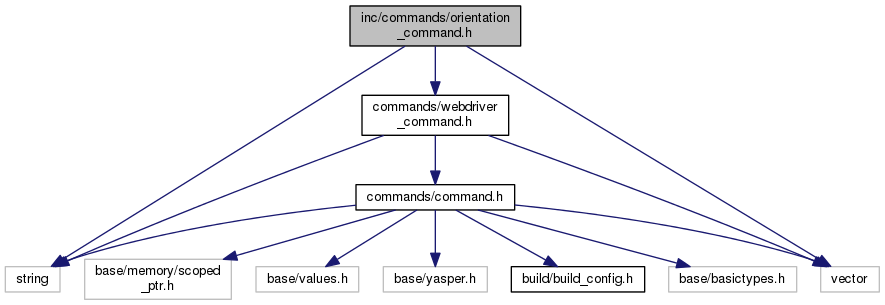 inc/commands/orientation
_command.h
commands/webdriver
_command.h
commands/command.h
string
base/memory/scoped
_ptr.h
base/values.h
base/yasper.h
build/build_config.h
base/basictypes.h
vector